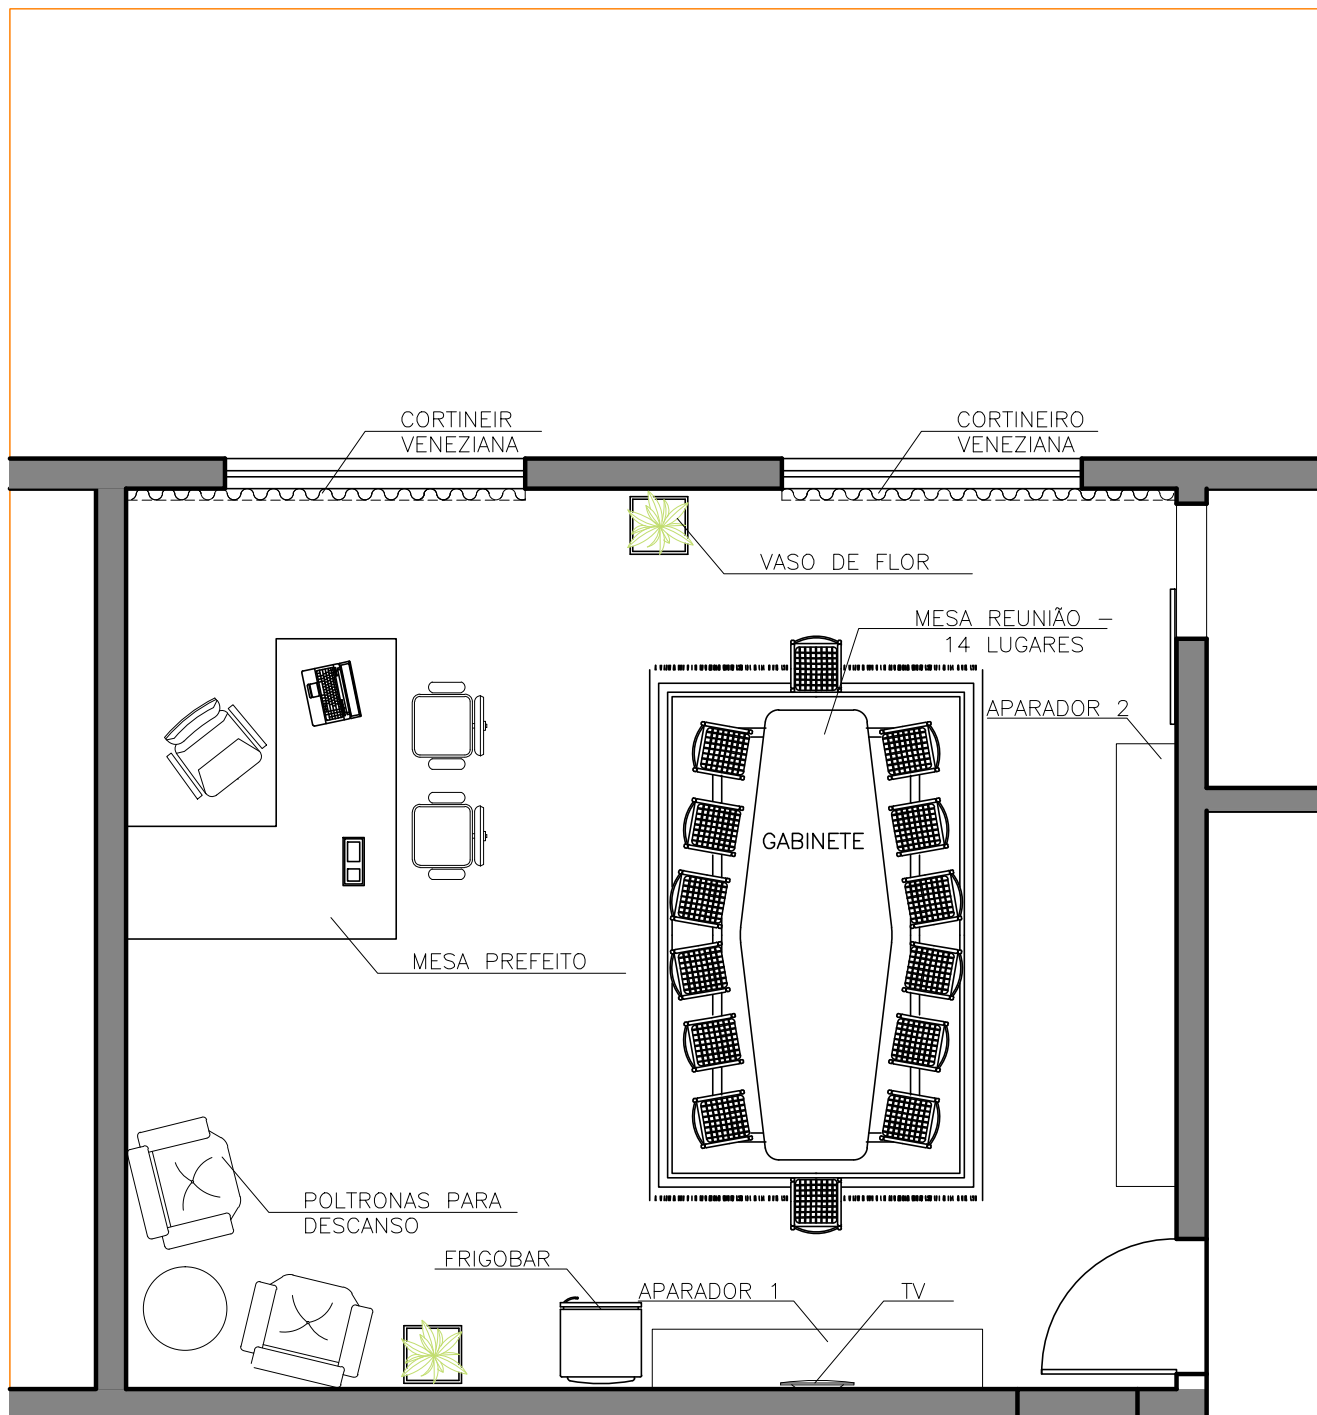 CORTINEIR
VENEZIANA
CORTINEIRO
VENEZIANA
VASO DE FLOR
MESA REUNIÃO –
14 LUGARES
APARADOR 2
GABINETE
MESA PREFEITO
POLTRONAS PARA
DESCANSO
FRIGOBAR
APARADOR 1
TV